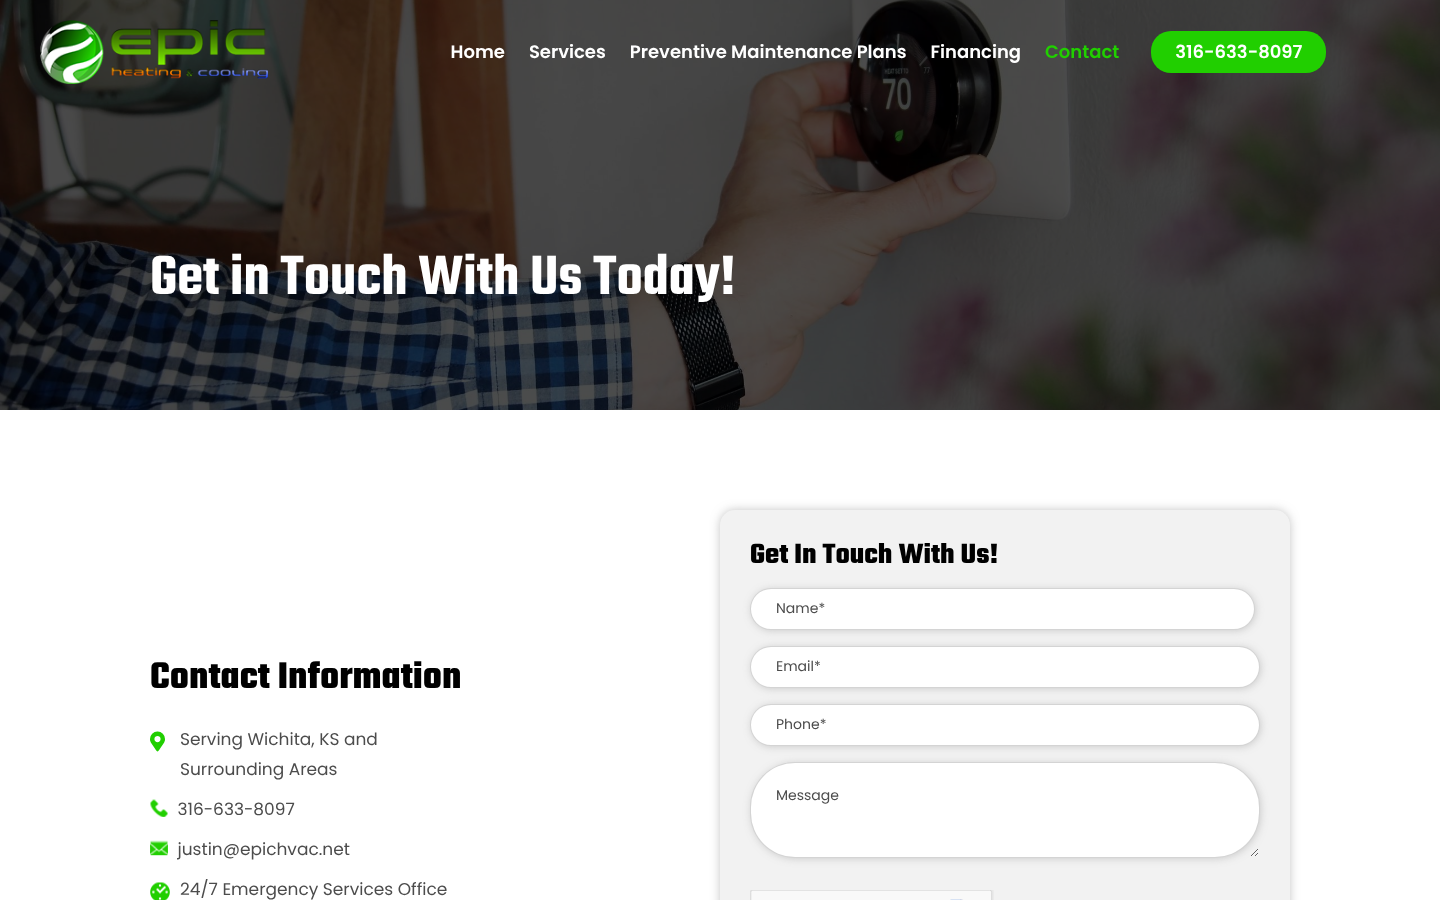 epic
heating & cooling
Home
Services
Preventive Maintenance Plans
Financing
Contact
316-633-8097
70
Get in Touch With Us Today!
Get In Touch With Us!
Name*
Email*
Phone*
Message
Contact Information
Serving Wichita, KS and
Surrounding Areas
316-633-8097
justin@epichvac.net
24/7 Emergency Services Office